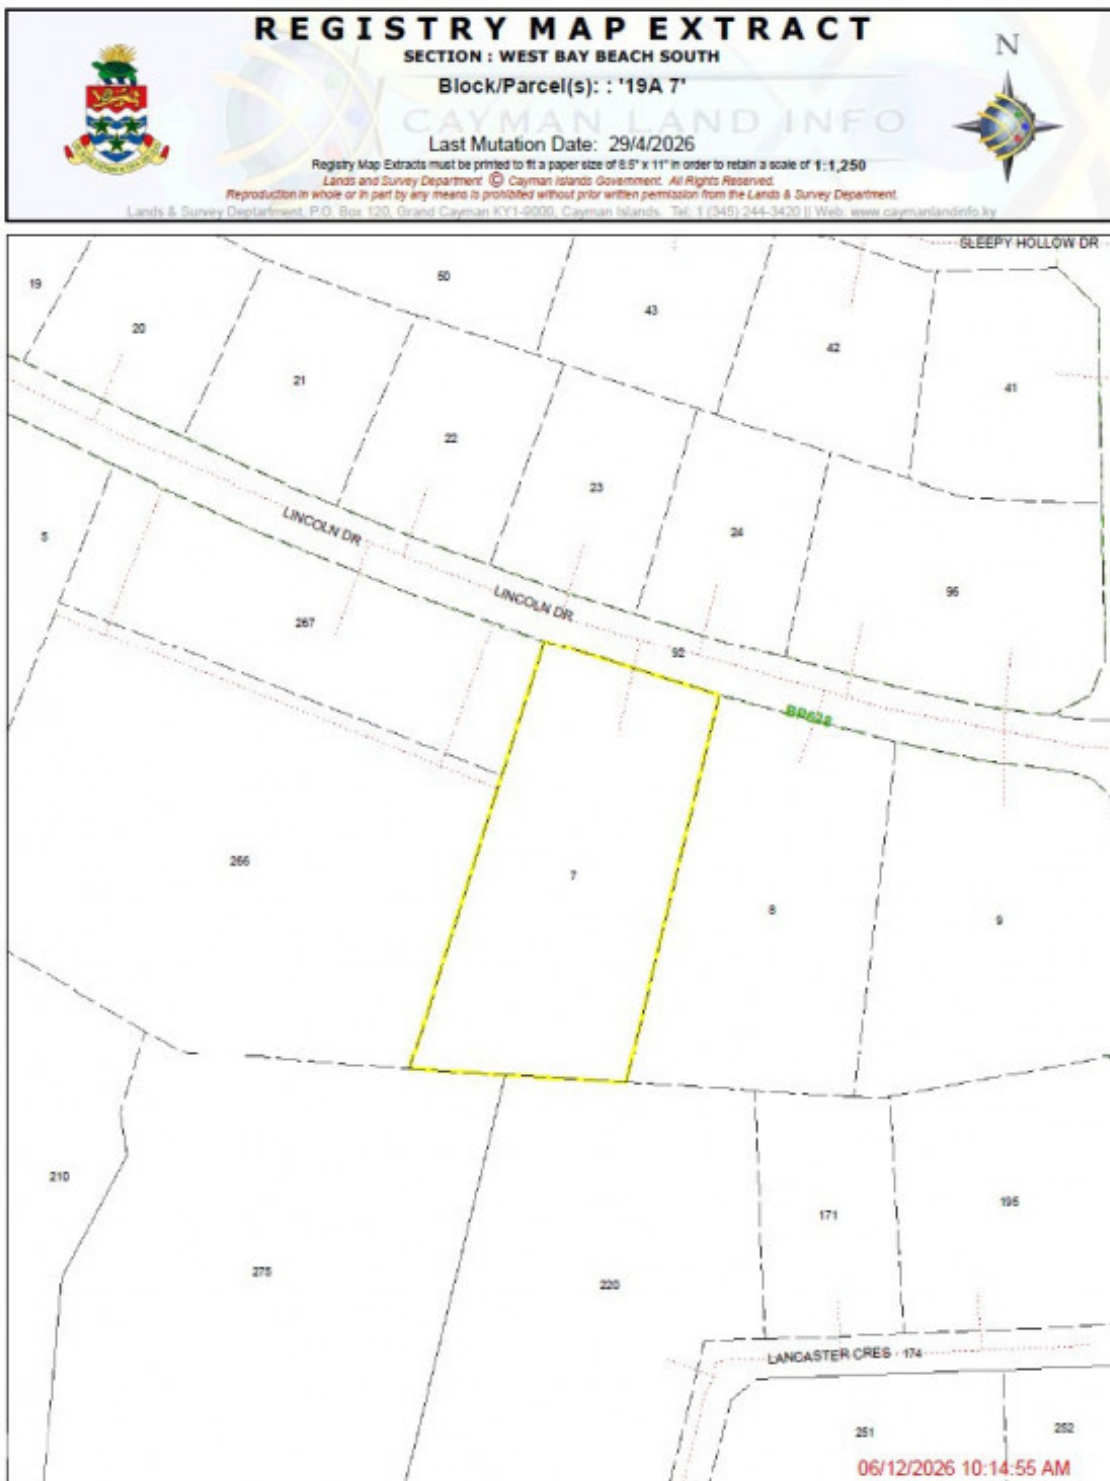 REGISTRY MAP EXTRACT
SECTION : WEST BAY BEACH SOUTH
Block/Parcel(s): : '19A 7'
CAYMAN LAND INFO
Last Mutation Date: 29/4/2026
Registry Map Extracts must be printed to fit a paper size of 8.5" x 11" in order to retain a scale of 1:1,250
Lands and Survey Department © Cayman Islands Government. All Rights Reserved.
Reproduction in whole or in part by any means is prohibited without prior written permission from the Lands & Survey Department.
Lands & Survey Department, P.O. Box 120, Grand Cayman KY1-9000, Cayman Islands. Tel: 1 (345) 244-3420 || Web: www.caymanlandinfo.ky
N
SLEEPY HOLLOW DR
19
50
20
43
42
21
41
22
23
24
LINCOLN DR
5
96
LINCOLN DR
267
92
266
7
8
9
210
171
195
275
220
LANCASTER CRES 174
251
252
06/12/2026 10:14:55 AM